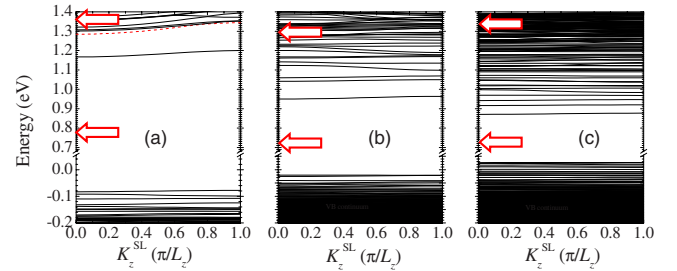 Energy (eV)
1.4
1.3
1.2
1.1
1.0
0.9
0.8
0.7
0.0
-0.1
-0.2
(a)
(b)
(c)
VB continuum
0.0 0.2 0.4 0.6 0.8 1.0
0.0 0.2 0.4 0.6 0.8 1.0
0.0 0.2 0.4 0.6 0.8 1.0
K_z^SL (π/L_z)
K_z^SL (π/L_z)
K_z^SL (π/L_z)